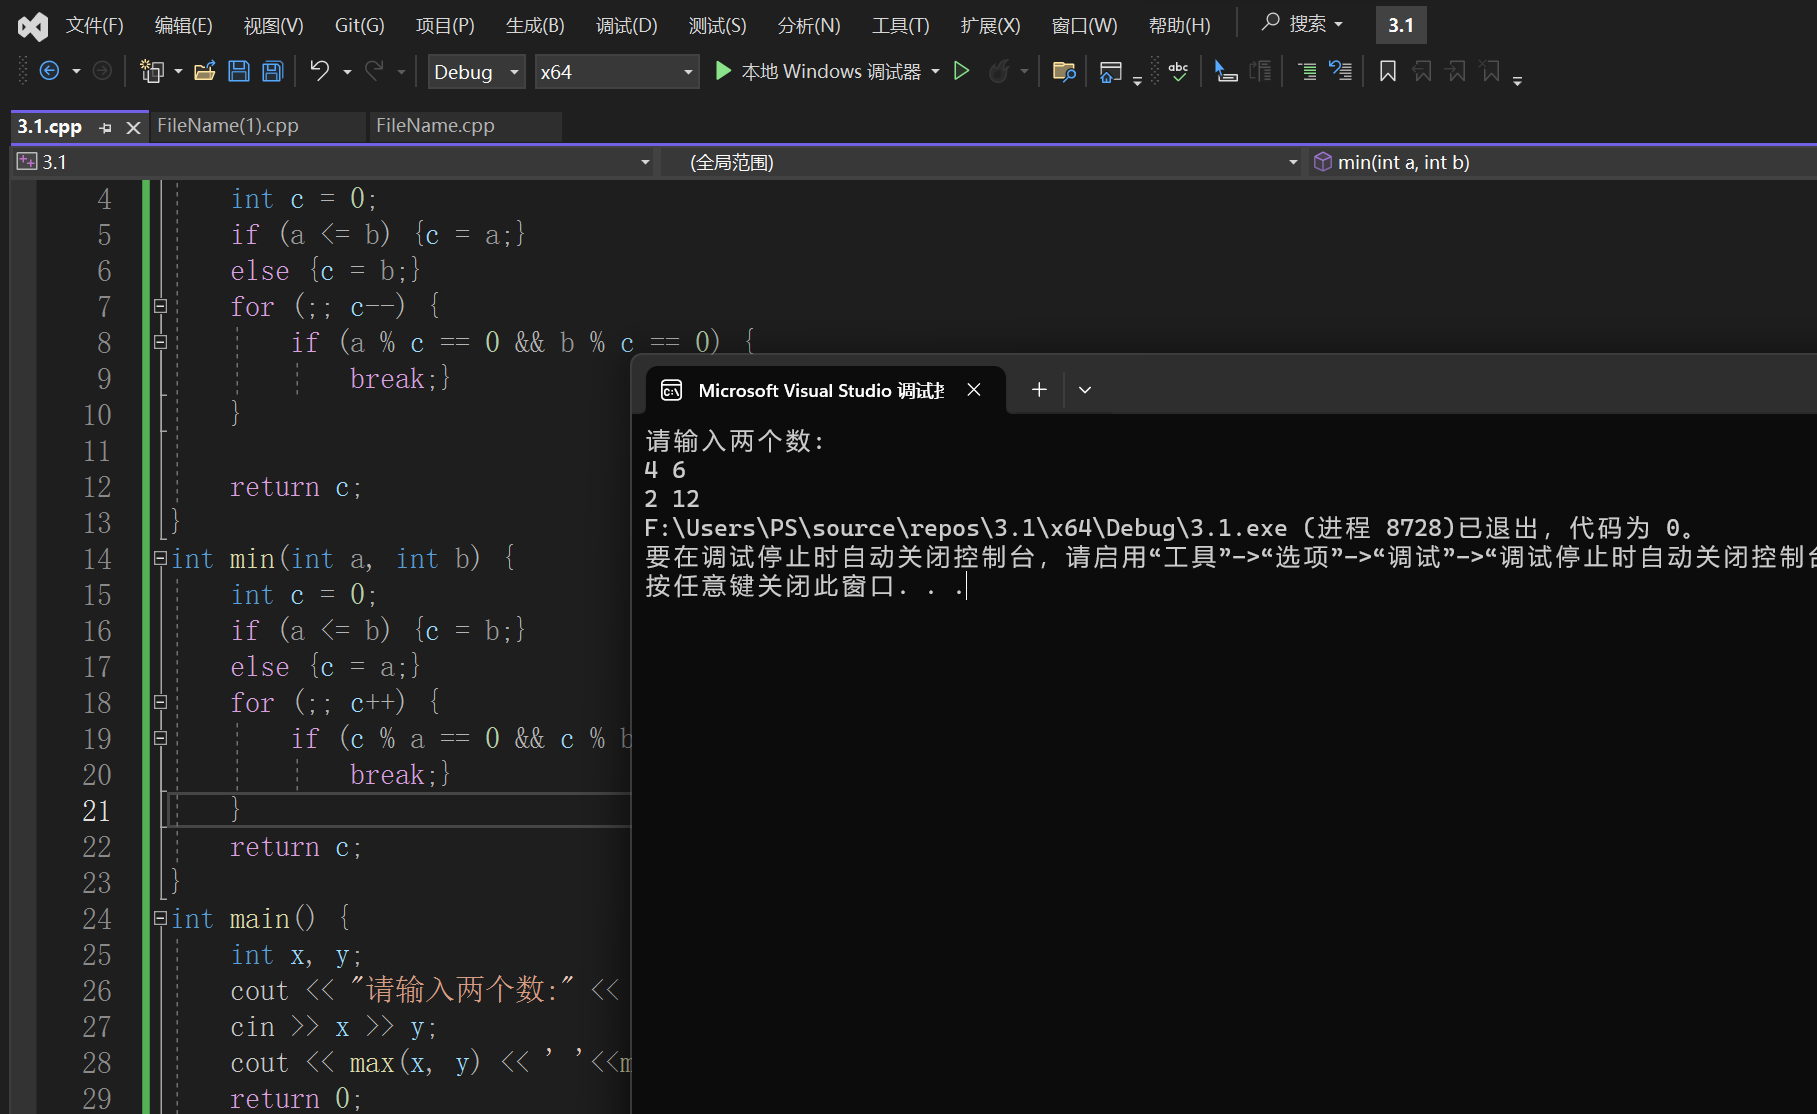 文件(F) 编辑(E) 视图(V) Git(G) 项目(P) 生成(B) 调试(D) 测试(S) 分析(N) 工具(T) 扩展(X) 窗口(W) 帮助(H) 搜索 3.1
Debug x64 本地 Windows 调试器 abc
3.1.cpp FileName(1).cpp FileName.cpp
3.1 (全局范围) min(int a, int b)
4 int c = 0;
5 if (a <= b) {c = a;}
6 else {c = b;}
7 for (;; c--) {
8 if (a % c == 0 && b % c == 0) {
9 break;}
10 }
11
12 return c;
13 }
14 int min(int a, int b) {
15 int c = 0;
16 if (a <= b) {c = b;}
17 else {c = a;}
18 for (;; c++) {
19 if (c % a == 0 && c % b
20 break;}
21 }
22 return c;
23 }
24 int main() {
25 int x, y;
26 cout << "请输入两个数:" <<
27 cin >> x >> y;
28 cout << max(x, y) << ' '<<m
29 return 0;
Microsoft Visual Studio 调试
请输入两个数:
4 6
2 12
F:\Users\PS\source\repos\3.1\x64\Debug\3.1.exe (进程 8728)已退出，代码为 0。
要在调试停止时自动关闭控制台，请启用“工具”->“选项”->“调试”->“调试停止时自动关闭控制台
按任意键关闭此窗口. . .